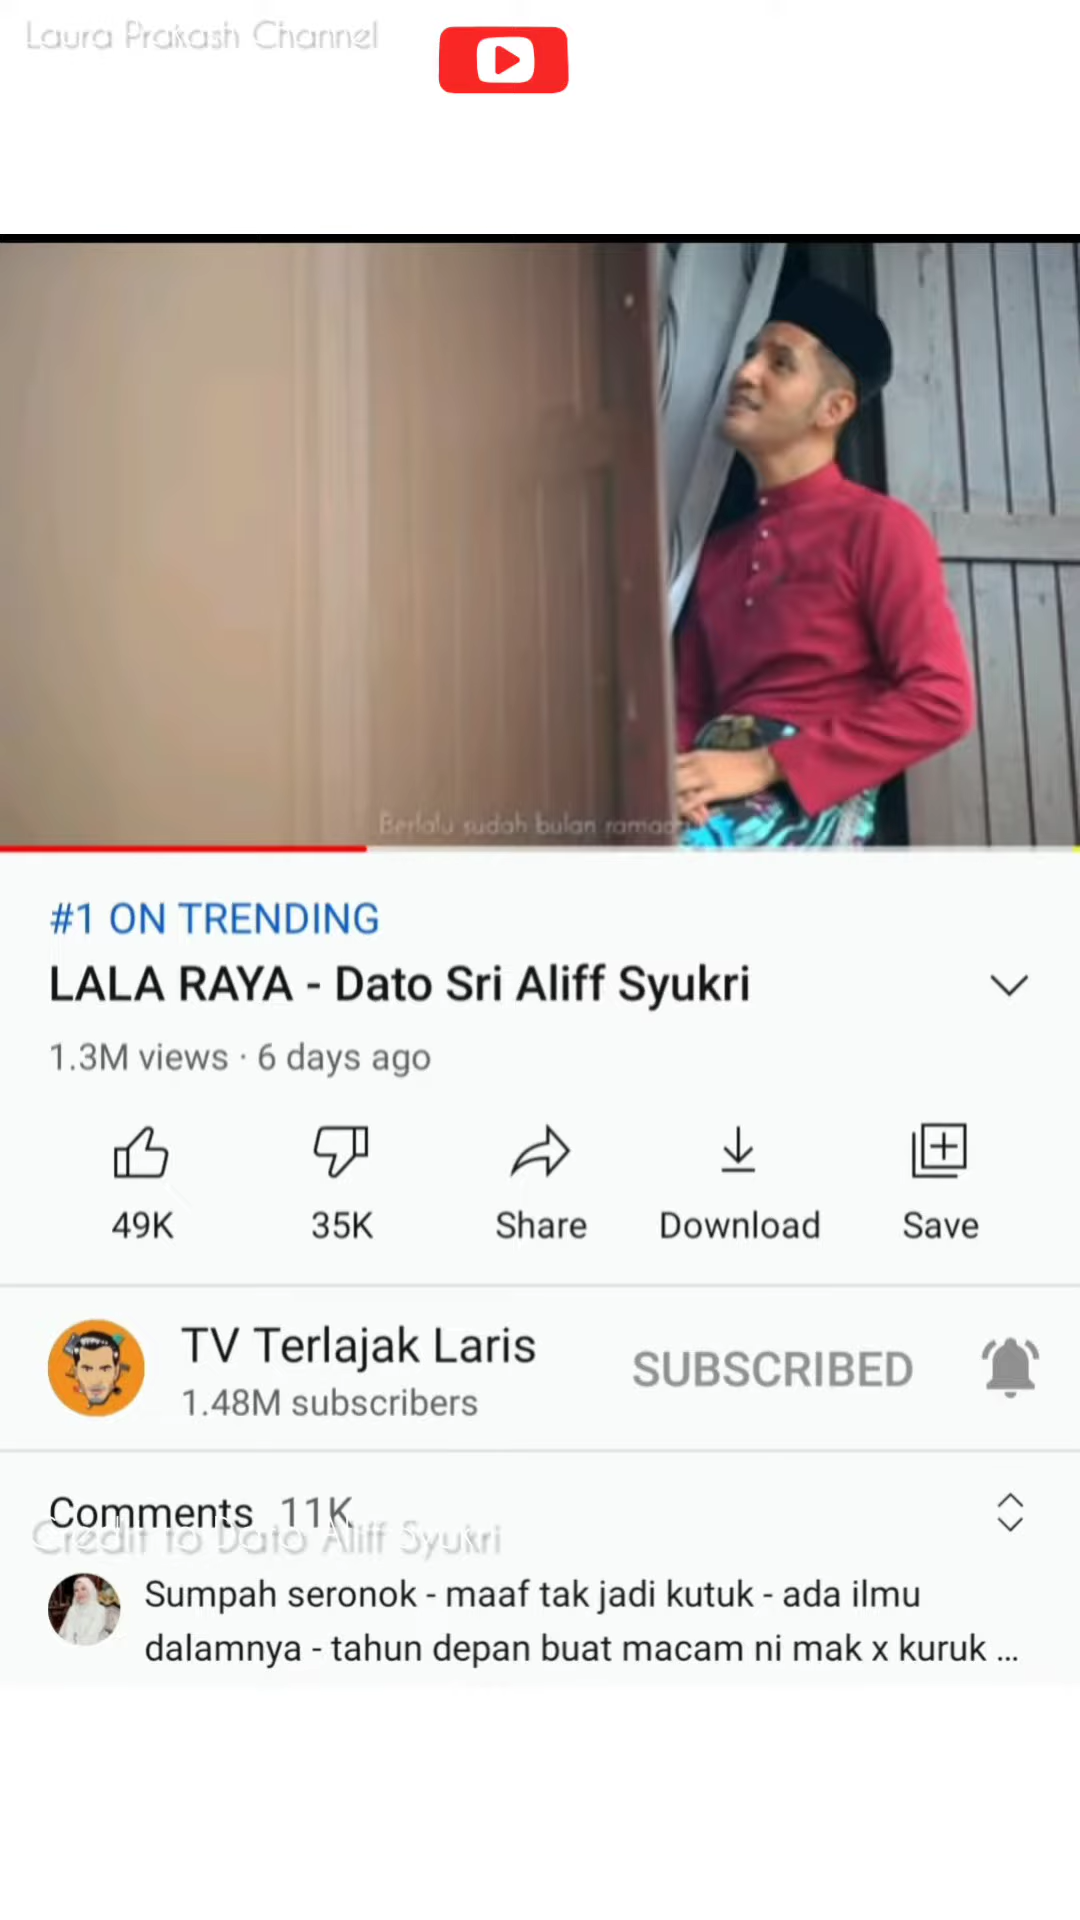 Laura Prakash Channel
Berlalu sudah bulan
#1 ON TRENDING
LALA RAYA - Dato Sri Aliff Syukri
1.3M views · 6 days ago
49K
35K
Share
Download
Save
TV Terlajak Laris
1.48M subscribers
SUBSCRIBED
Comments 11K
Credit to Dato Aliff Syukri
Sumpah seronok - maaf tak jadi kutuk - ada ilmu
dalamnya - tahun depan buat macam ni mak x kuruk ...